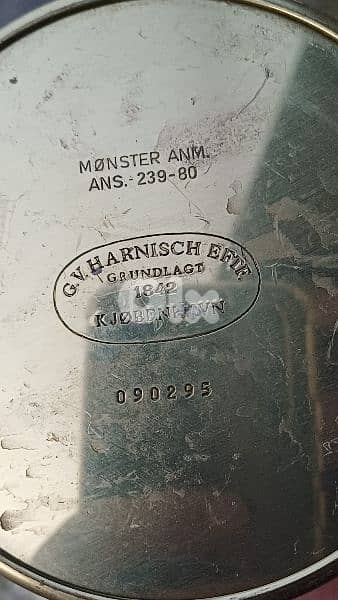 MØNSTER ANM.
ANS.-239-80
G.V. HARNISCH EFTF.
GRUNDLAGT
1842
KJØBENHAVN
090295